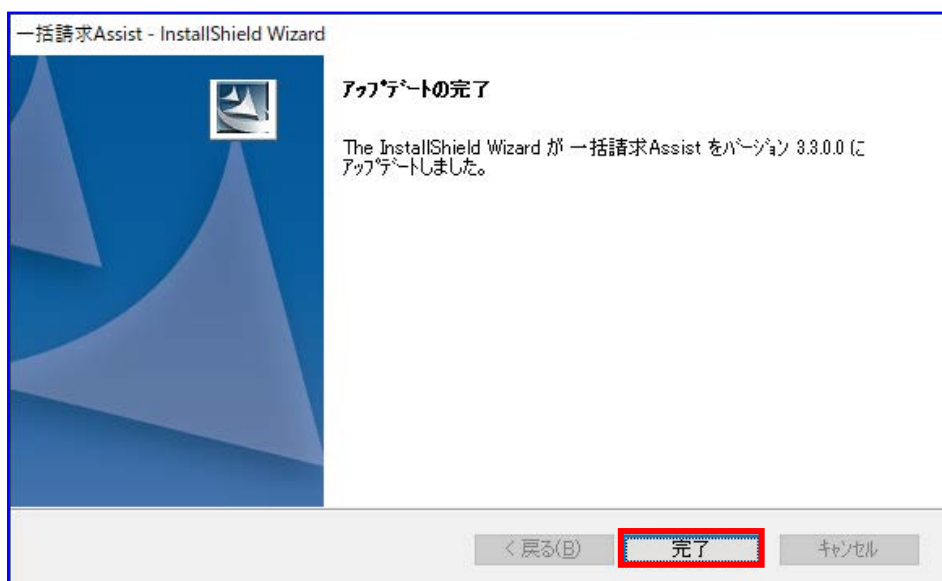 一括請求Assist - InstallShield Wizard
ｱｯﾌﾟﾃﾞｰﾄの完了
The InstallShield Wizard が 一括請求Assist をﾊﾞｰｼﾞｮﾝ 3.3.0.0 に
ｱｯﾌﾟﾃﾞｰﾄしました。
< 戻る(B) 完了 ｷｬﾝｾﾙ